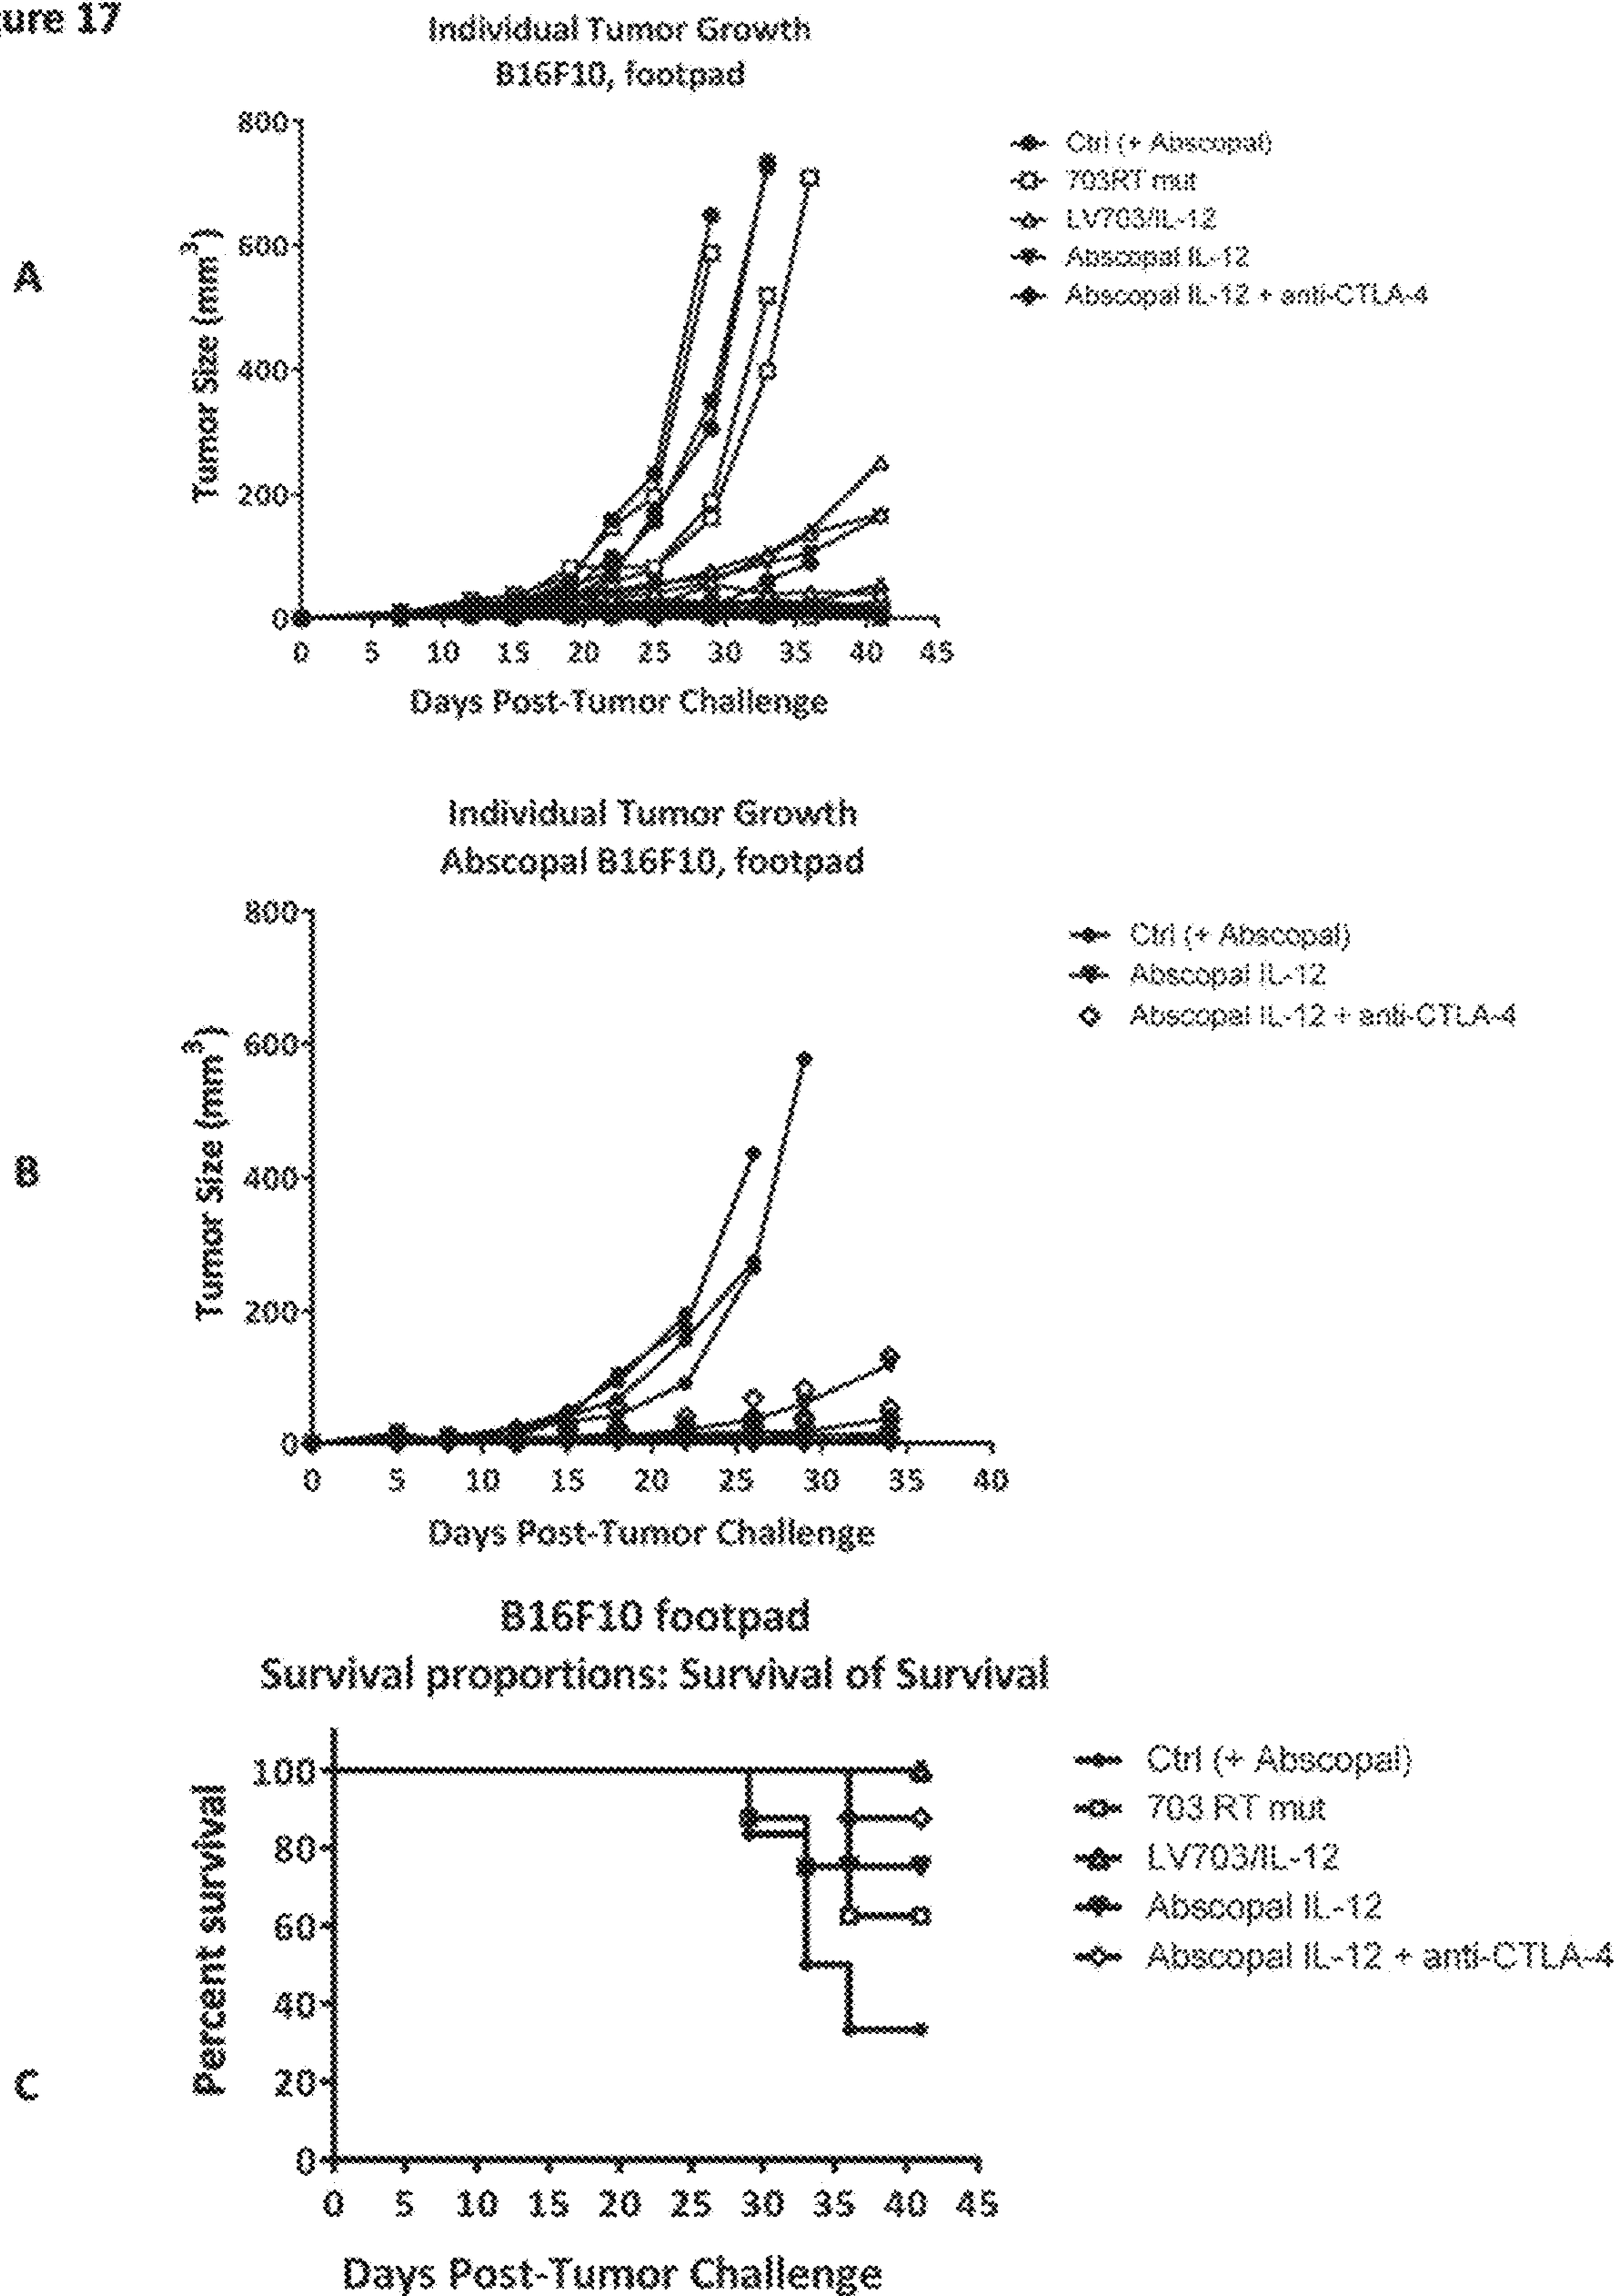 ure 17
Individual Tumor Growth
B16F10, footpad
A
Tumor Size (mm³)
800
600
400
200
0
0 5 10 15 20 25 30 35 40 45
Days Post-Tumor Challenge
Ctrl (+ Abscopal)
703RT mut
LV703/IL-12
Abscopal IL-12
Abscopal IL-12 + anti-CTLA-4
Individual Tumor Growth
Abscopal B16F10, footpad
B
Tumor Size (mm³)
800
600
400
200
0
0 5 10 15 20 25 30 35 40
Days Post-Tumor Challenge
Ctrl (+ Abscopal)
Abscopal IL-12
Abscopal IL-12 + anti-CTLA-4
B16F10 footpad
Survival proportions: Survival of Survival
C
Percent survival
100
80
60
40
20
0
0 5 10 15 20 25 30 35 40 45
Days Post-Tumor Challenge
Ctrl (+ Abscopal)
703 RT mut
LV703/IL-12
Abscopal IL-12
Abscopal IL-12 + anti-CTLA-4